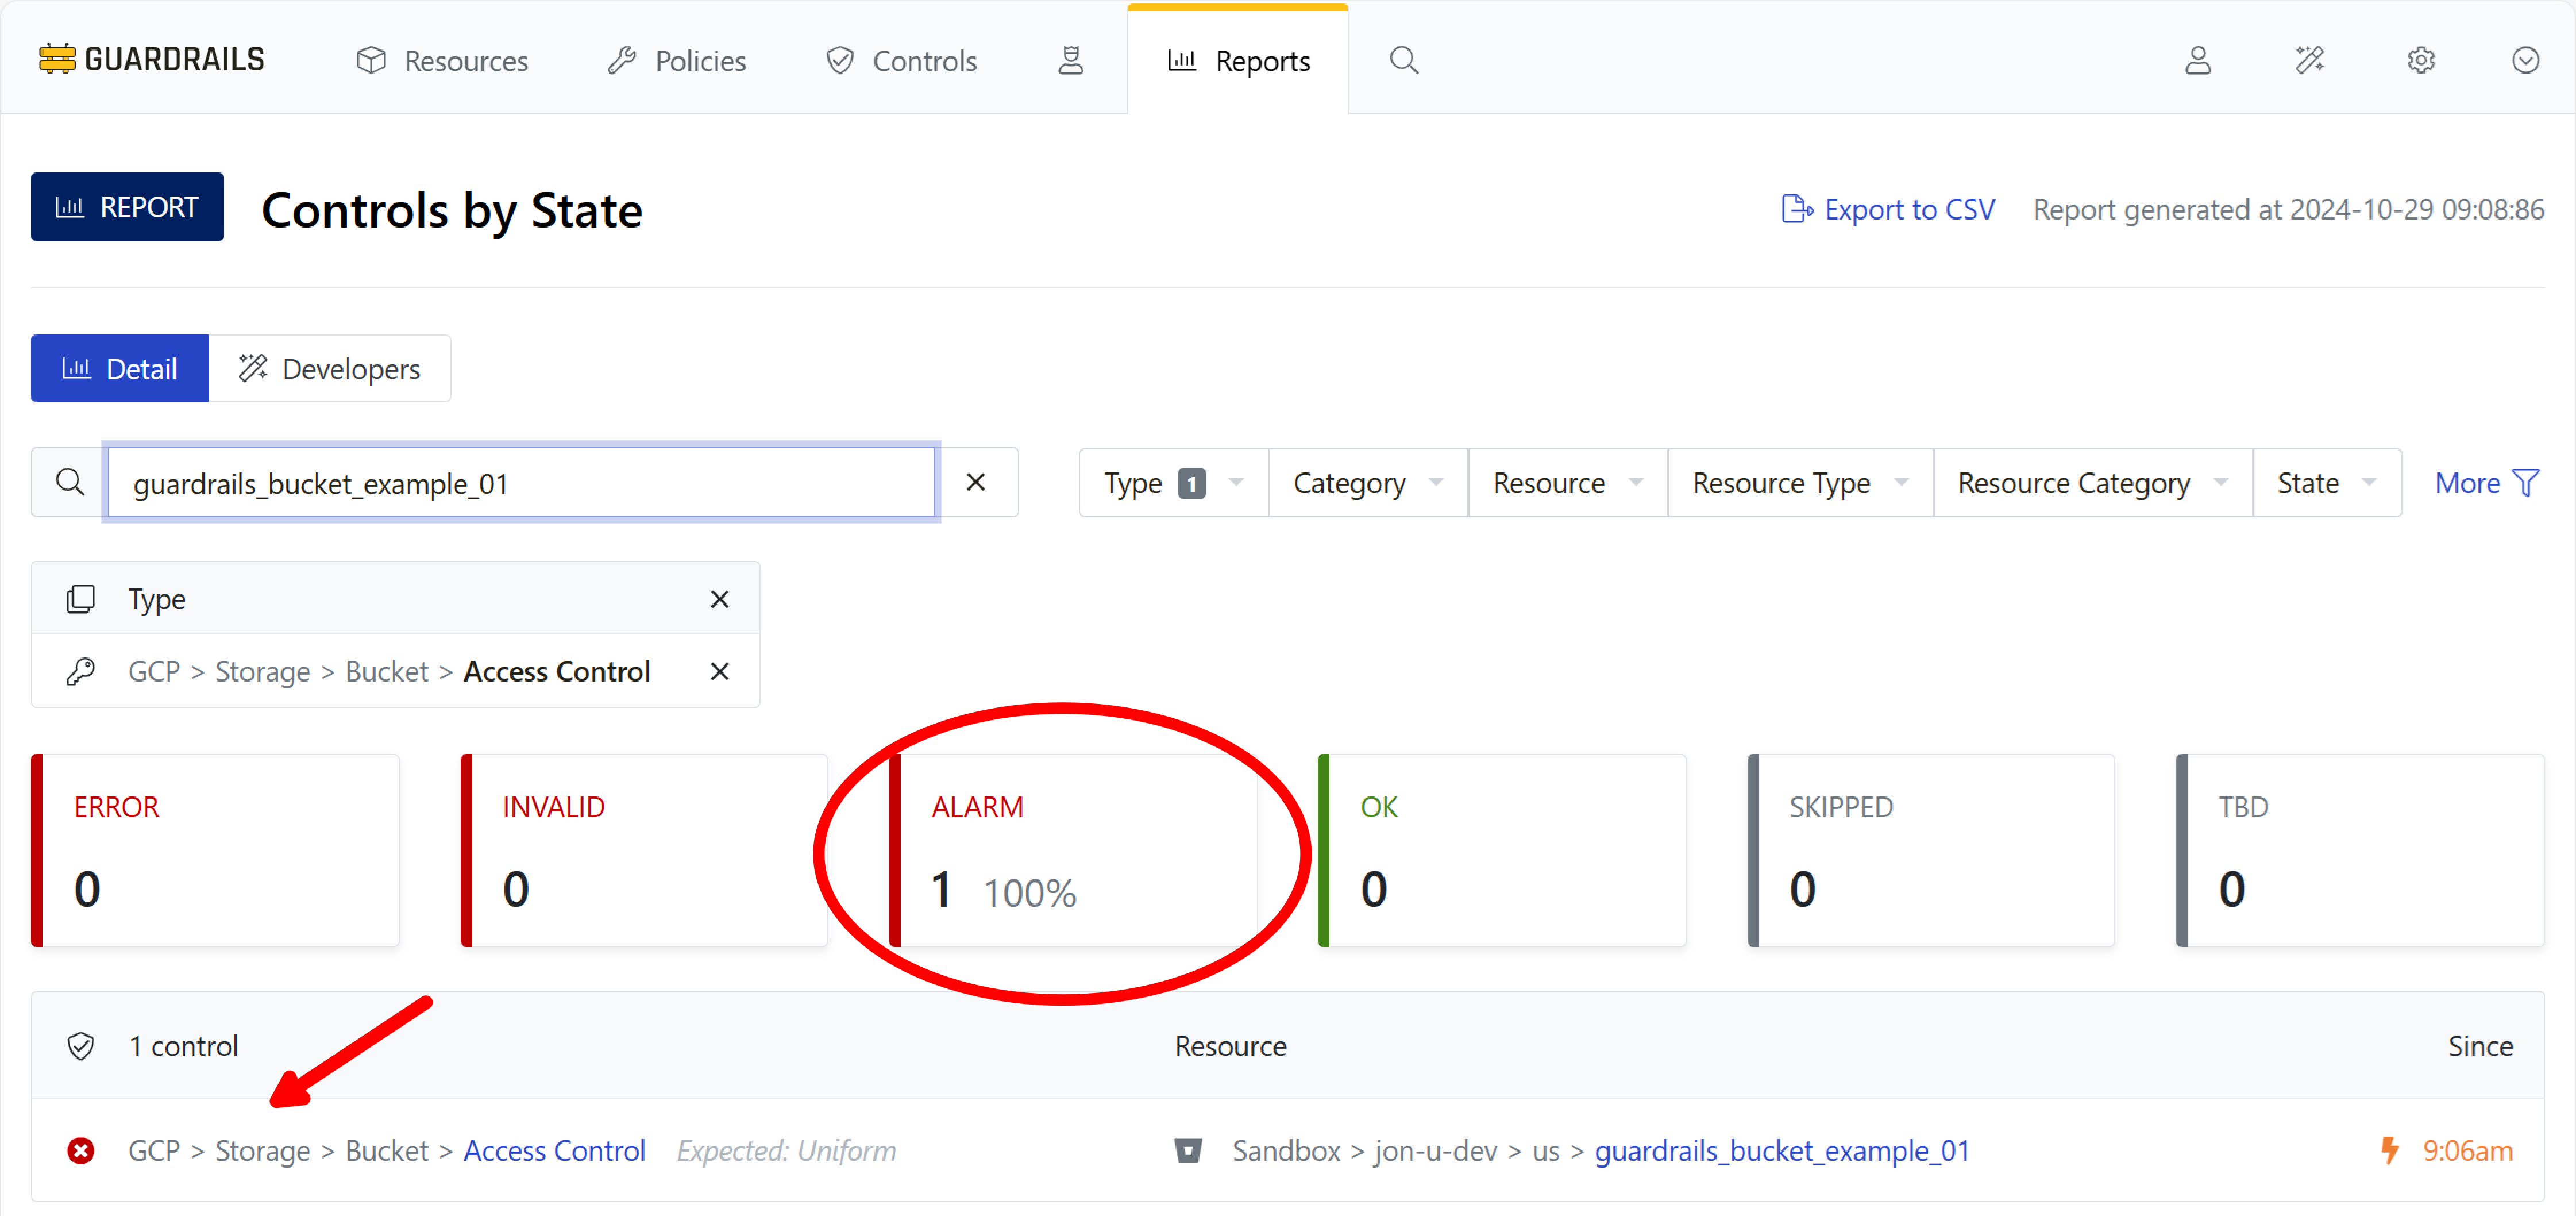 GUARDRAILS Resources Policies Controls Reports
REPORT Controls by State Export to CSV Report generated at 2024-10-29 09:08:86
Detail Developers
guardrails_bucket_example_01 Type 1 Category Resource Resource Type Resource Category State More
Type
GCP > Storage > Bucket > Access Control
ERROR INVALID ALARM OK SKIPPED TBD
0 0 1 100% 0 0 0
1 control Resource Since
GCP > Storage > Bucket > Access Control Expected: Uniform Sandbox > jon-u-dev > us > guardrails_bucket_example_01 9:06am